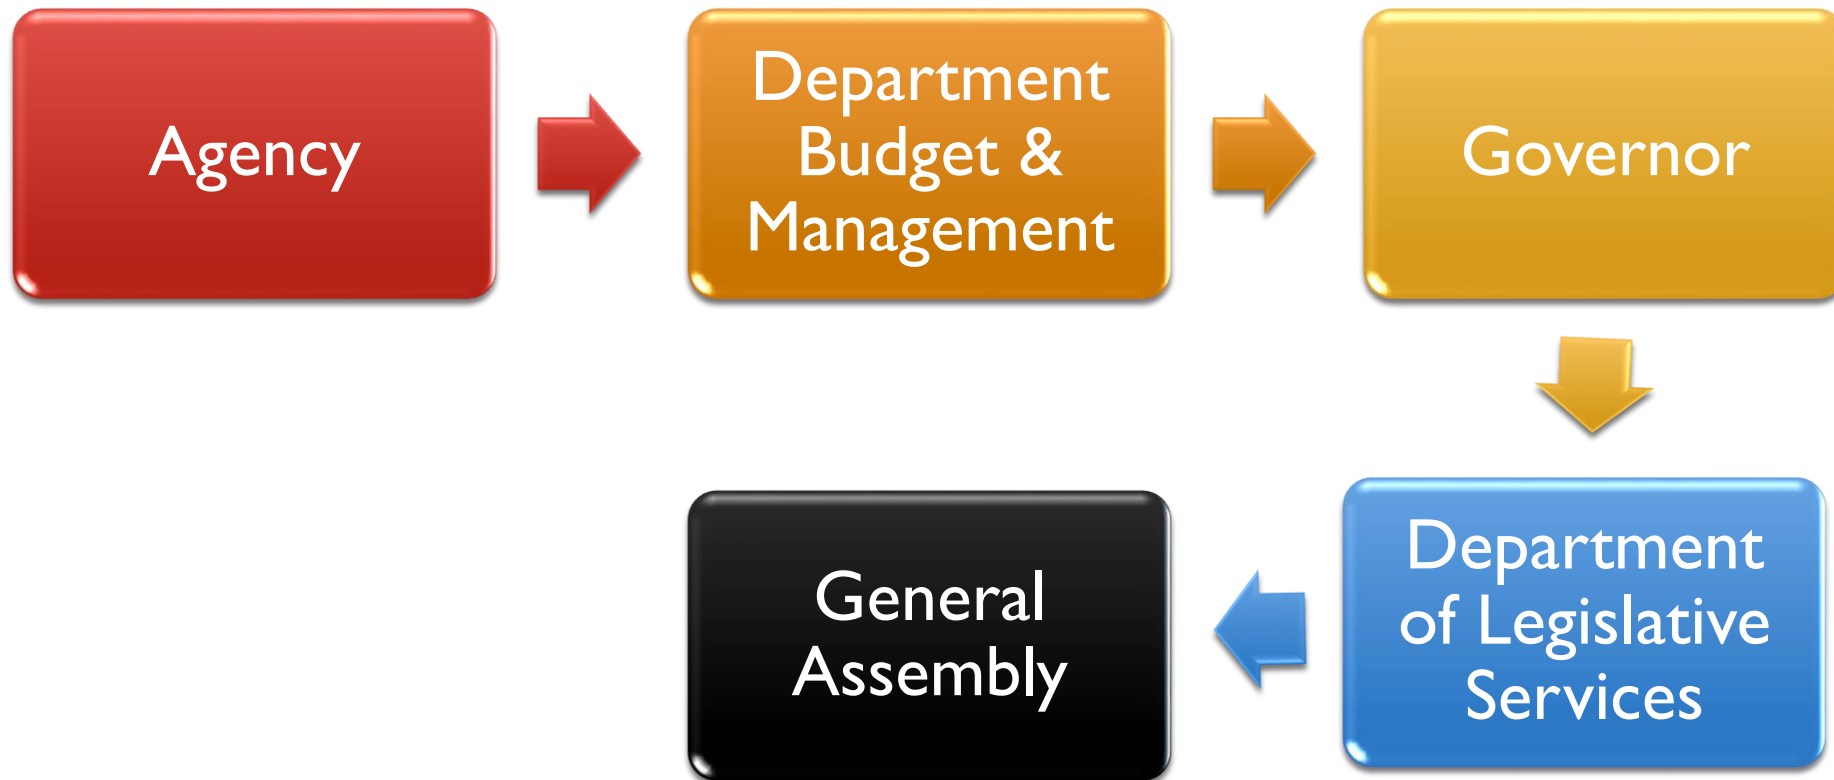 Agency
Department
Budget &
Management
Governor
Department
of Legislative
Services
General
Assembly